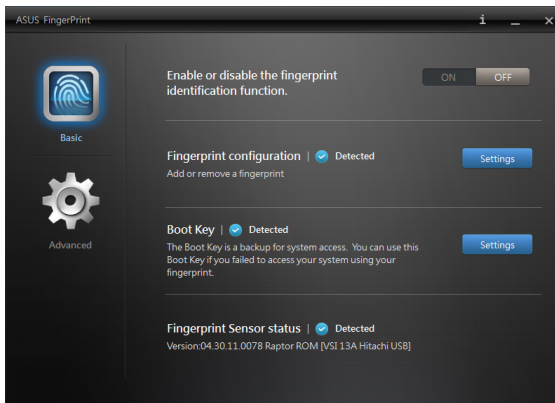 ASUS FingerPrint
i
Basic
Advanced
Enable or disable the fingerprint
identification function.
ON OFF
Fingerprint configuration | Detected
Add or remove a fingerprint
Settings
Boot Key | Detected
The Boot Key is a backup for system access. You can use this
Boot Key if you failed to access your system using your
fingerprint.
Settings
Fingerprint Sensor status | Detected
Version:04.30.11.0078 Raptor ROM [VSI 13A Hitachi USB]